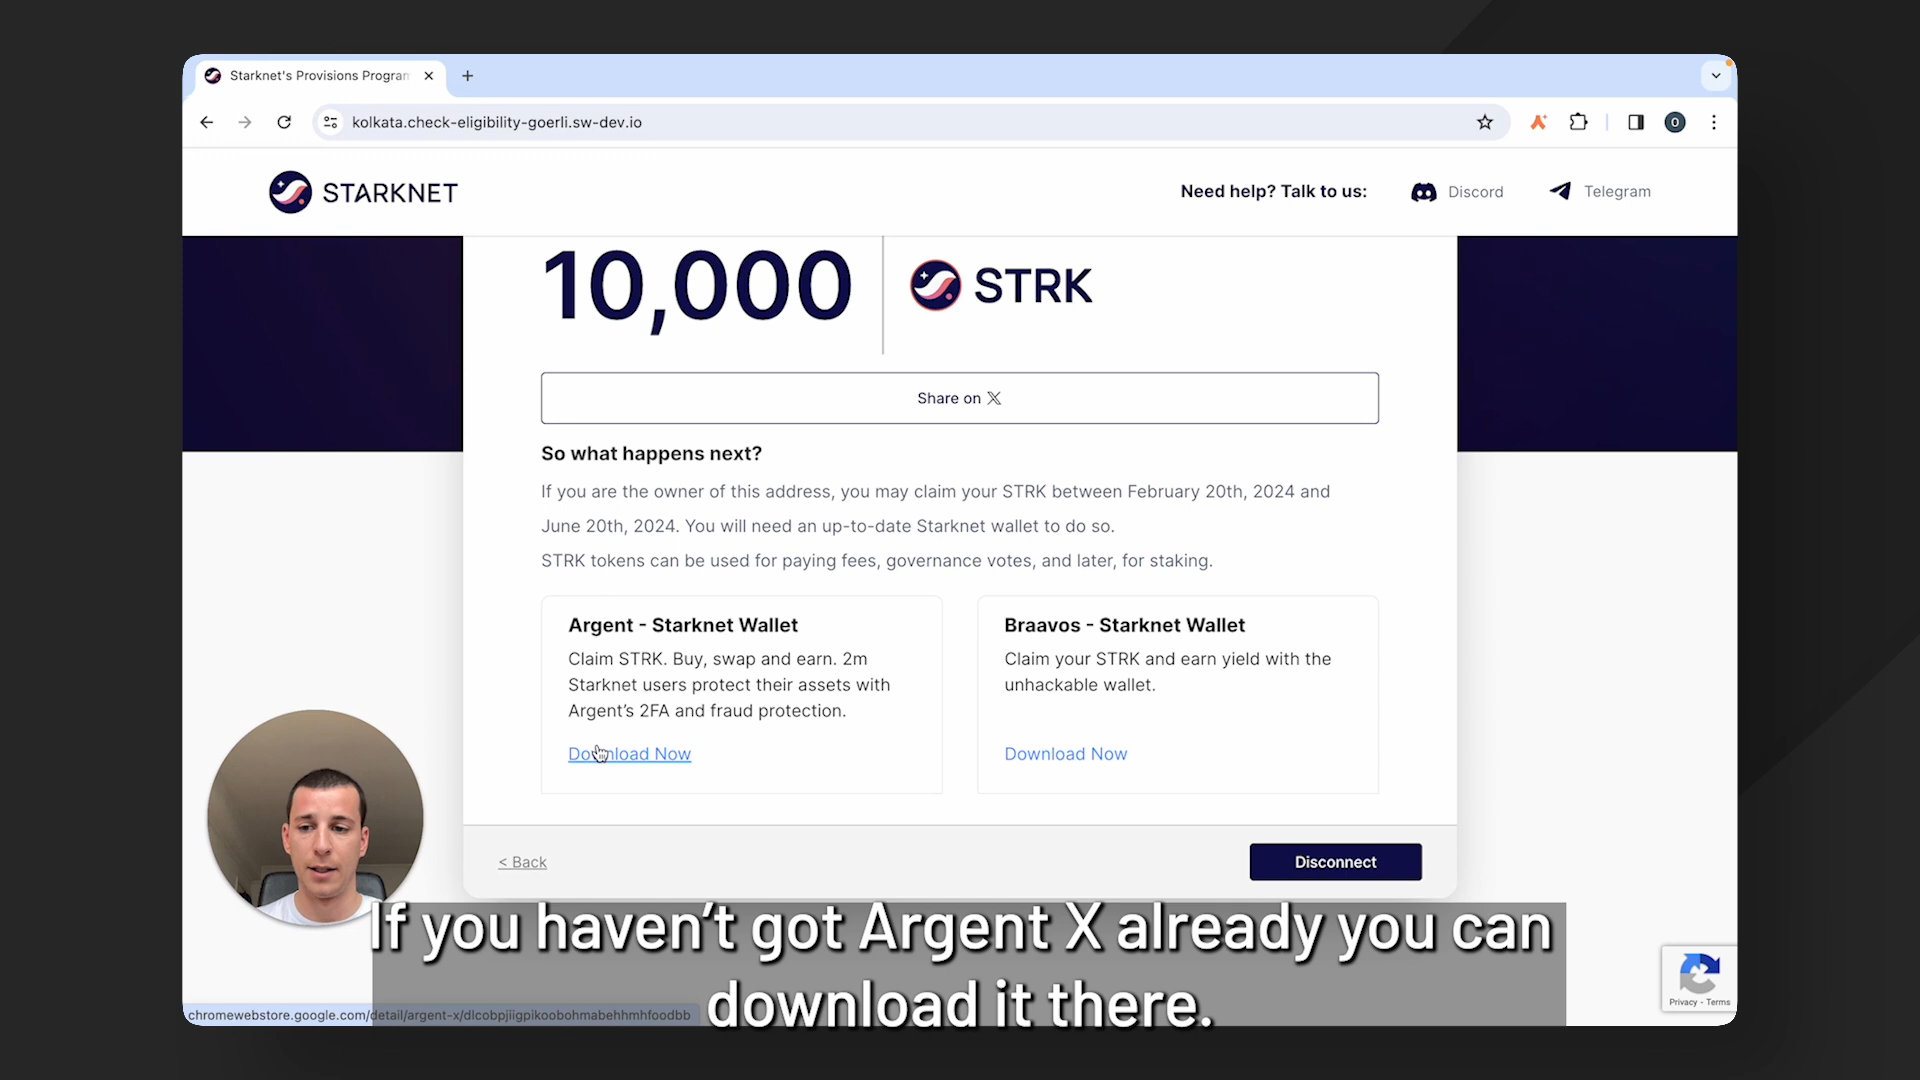 Starknet's Provisions Program
kolkata.check-eligibility-goerli.sw-dev.io
O
STARKNET
Need help? Talk to us:
Discord
Telegram
10,000
STRK
Share on X
So what happens next?
If you are the owner of this address, you may claim your STRK between February 20th, 2024 and
June 20th, 2024. You will need an up-to-date Starknet wallet to do so.
STRK tokens can be used for paying fees, governance votes, and later, for staking.
Argent - Starknet Wallet
Claim STRK. Buy, swap and earn. 2m
Starknet users protect their assets with
Argent’s 2FA and fraud protection.
Download Now
Braavos - Starknet Wallet
Claim your STRK and earn yield with the
unhackable wallet.
Download Now
< Back
Disconnect
If you haven’t got Argent X already you can
download it there.
chromewebstore.google.com/detail/argent-x/dlcobpjiigpikoobohmabehhmhfoodbb
Privacy - Terms